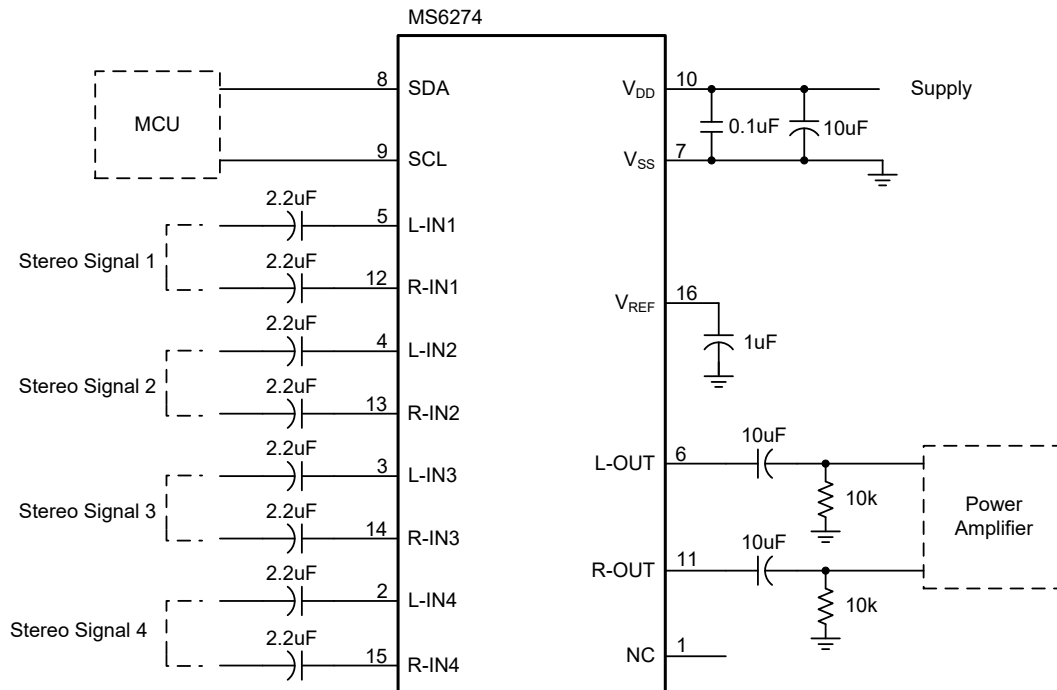 MS6274
MCU
8
SDA
9
SCL
Stereo Signal 1
2.2uF
5
L-IN1
2.2uF
12
R-IN1
Stereo Signal 2
2.2uF
4
L-IN2
2.2uF
13
R-IN2
Stereo Signal 3
2.2uF
3
L-IN3
2.2uF
14
R-IN3
Stereo Signal 4
2.2uF
2
L-IN4
2.2uF
15
R-IN4
VDD
10
Supply
0.1uF
10uF
VSS
7
VREF
16
1uF
L-OUT
6
10uF
10k
R-OUT
11
10uF
10k
Power
Amplifier
NC
1